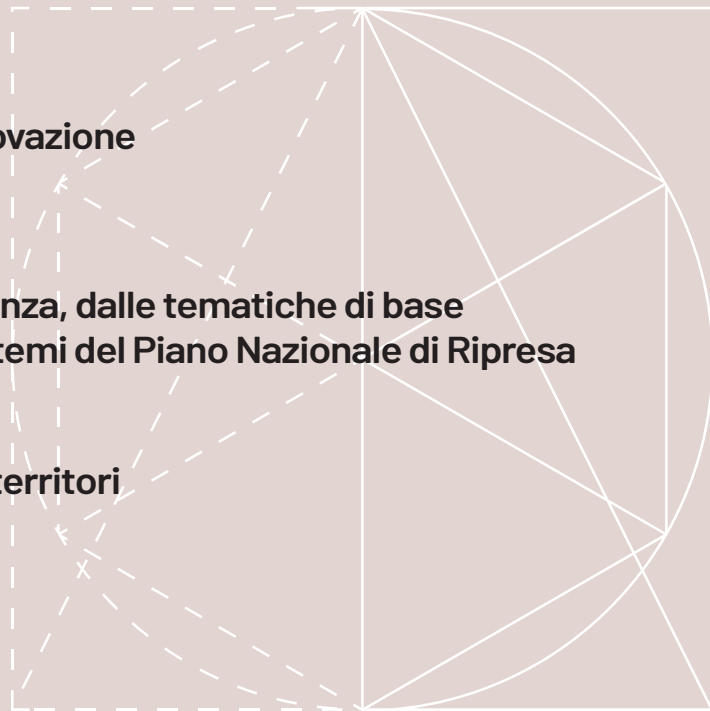 ovazione
nza, dalle tematiche di base
temi del Piano Nazionale di Ripresa
territori